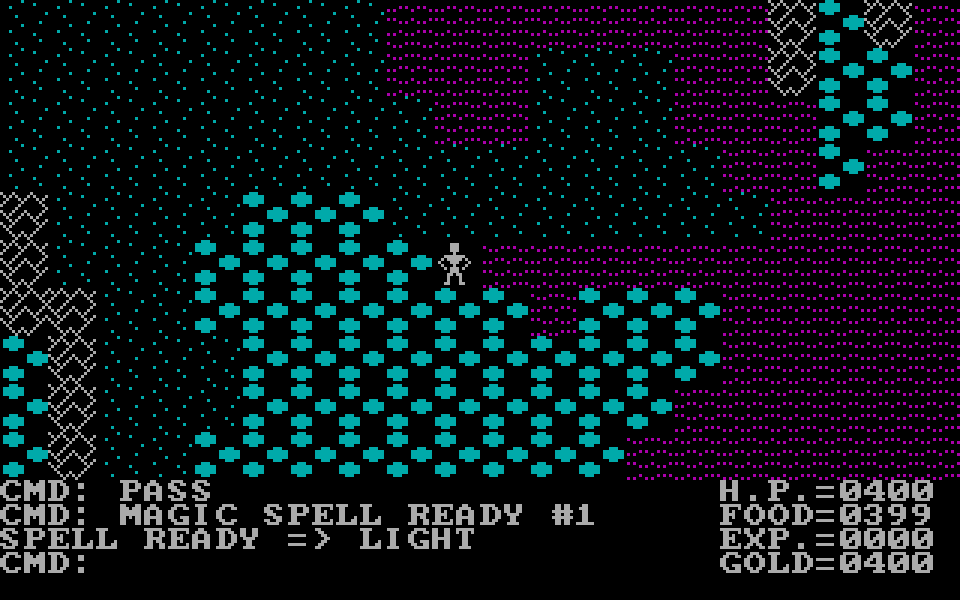 CMD: PASS
CMD: MAGIC SPELL READY #1
SPELL READY => LIGHT
CMD:
H.P.=0400
FOOD=0399
EXP.=0000
GOLD=0400